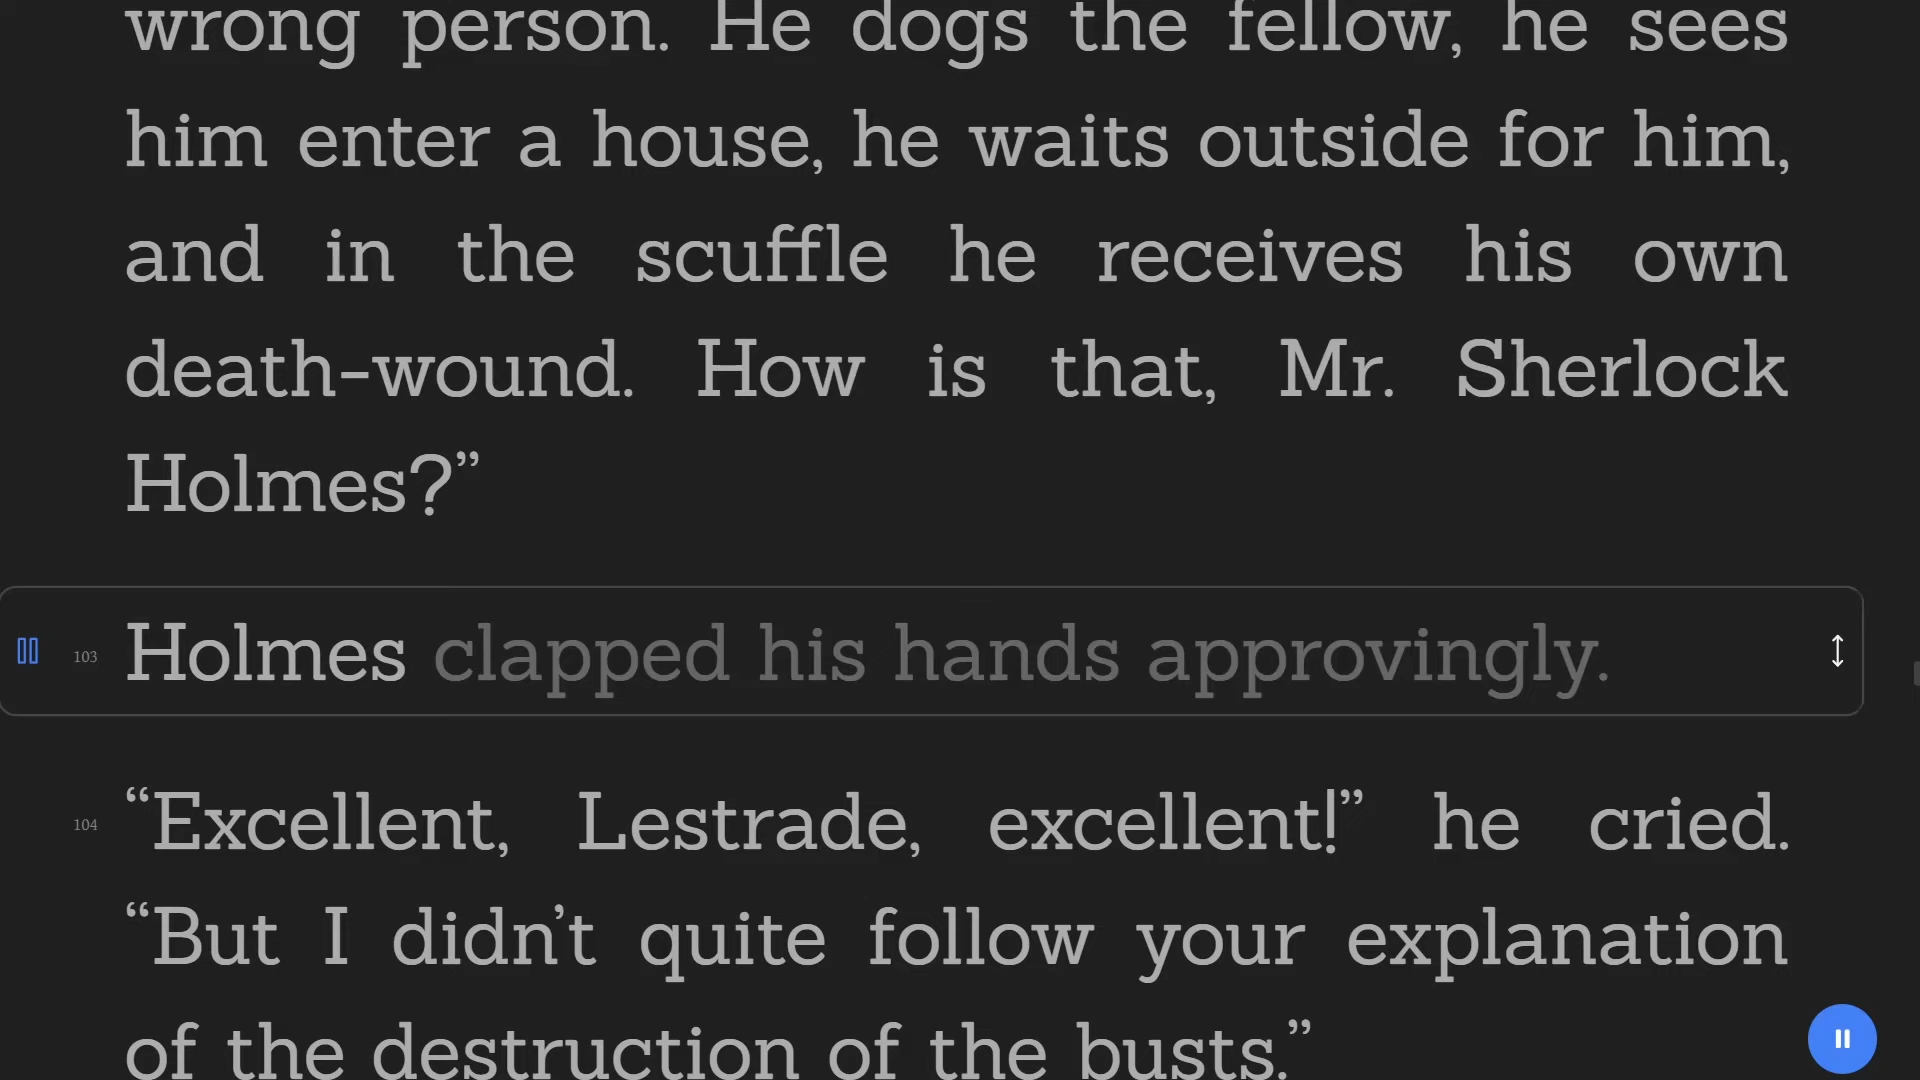 wrong person. He dogs the fellow, he sees
him enter a house, he waits outside for him,
and in the scuffle he receives his own
death-wound. How is that, Mr. Sherlock
Holmes?”
103 Holmes clapped his hands approvingly.
104 “Excellent, Lestrade, excellent!” he cried.
“But I didn’t quite follow your explanation
of the destruction of the busts.”